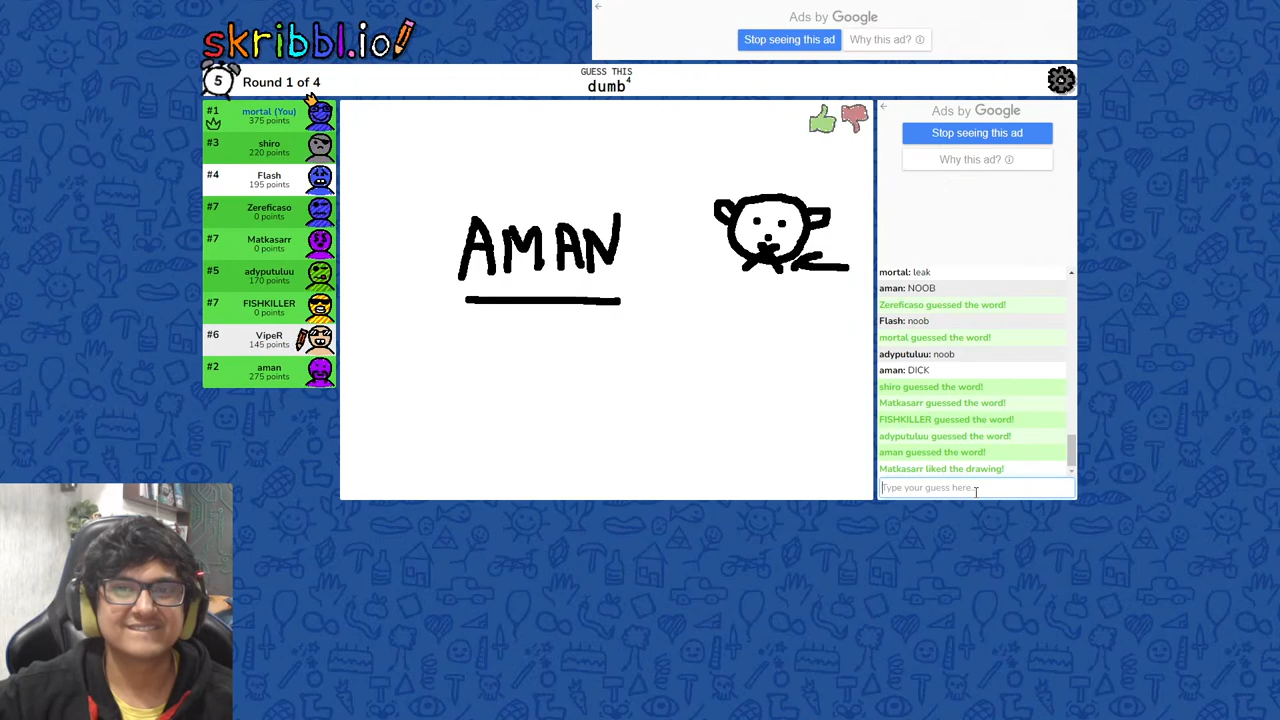 Ads by Google
Stop seeing this ad
Why this ad?
skribbl.io
5
Round 1 of 4
GUESS THIS
dumb4
#1
mortal (You)
375 points
#3
shiro
220 points
#4
Flash
195 points
#7
Zereficaso
0 points
#7
Matkasarr
0 points
#5
adyputuluu
170 points
#7
FISHKILLER
0 points
#6
VipeR
145 points
#2
aman
275 points
AMAN
Ads by Google
Stop seeing this ad
Why this ad?
mortal: leak
aman: NOOB
Zereficaso guessed the word!
Flash: noob
mortal guessed the word!
adyputuluu: noob
aman: DICK
shiro guessed the word!
Matkasarr guessed the word!
FISHKILLER guessed the word!
adyputuluu guessed the word!
aman guessed the word!
Matkasarr liked the drawing!
Type your guess here...